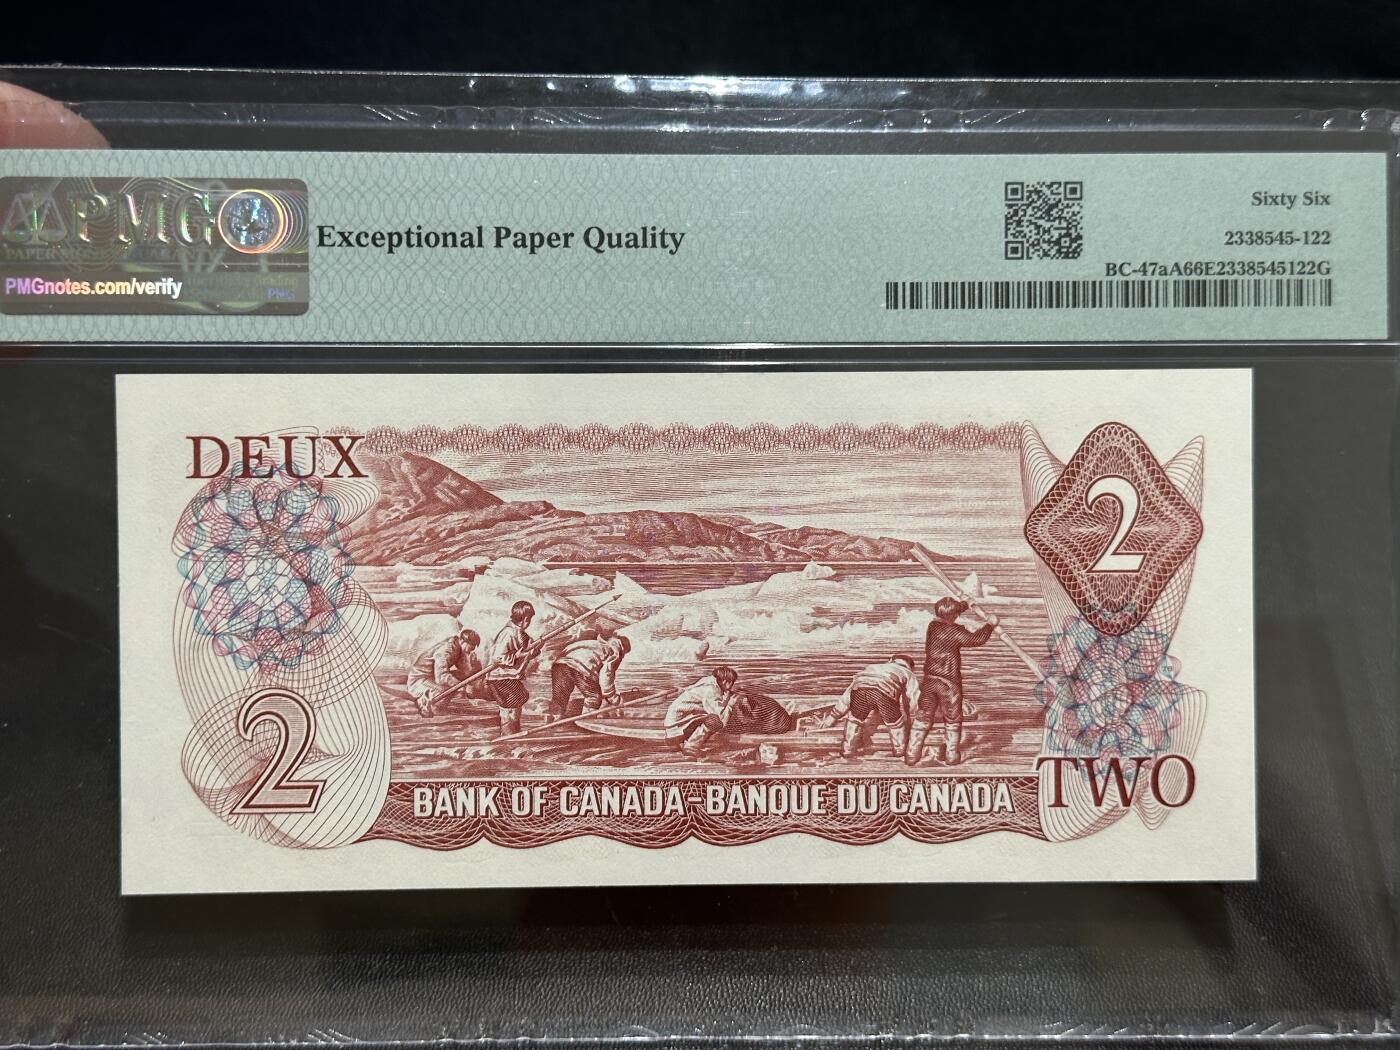 PMG
PMGnotes.com/verify
Exceptional Paper Quality
Sixty Six
2338545-122
BC-47aA66E2338545122G
DEUX
2
2
BANK OF CANADA-BANQUE DU CANADA
TWO